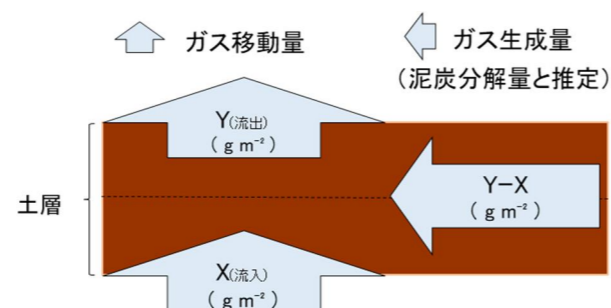 ガス移動量
ガス生成量
(泥炭分解量と推定)
Y(流出)
(g m⁻²)
土層
Y−X
(g m⁻²)
X(流入)
(g m⁻²)